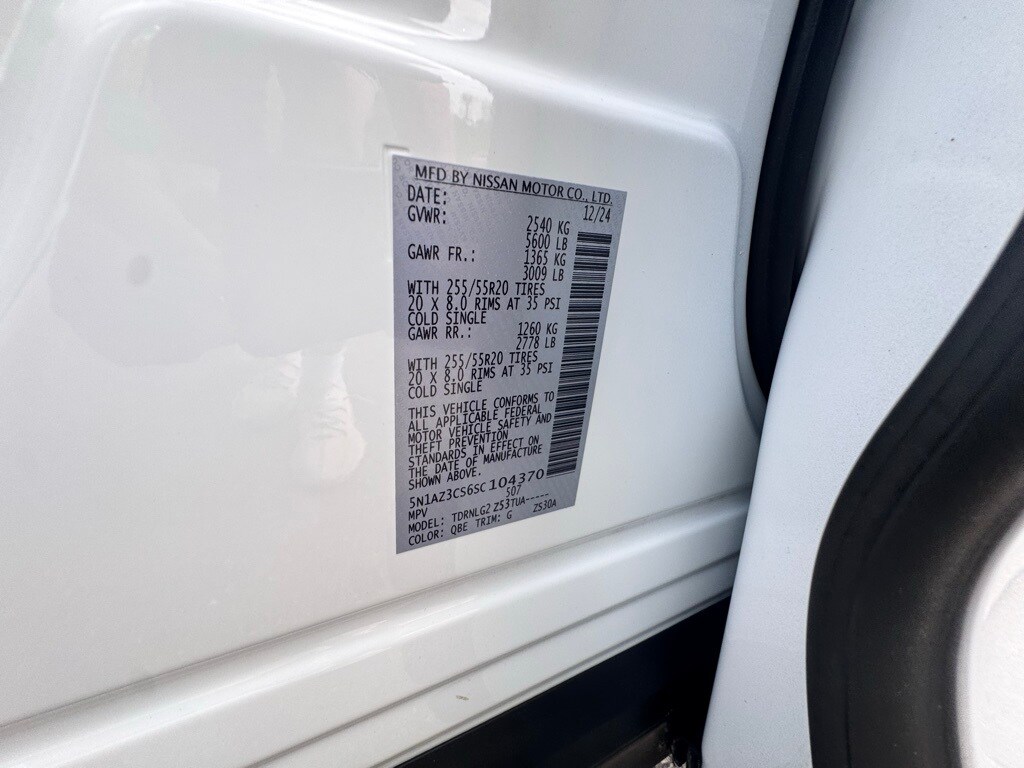 MFD BY NISSAN MOTOR CO., LTD.
DATE: 12/24
GVWR: 2540 KG
5600 LB
GAWR FR.: 1365 KG
3009 LB
WITH 255/55R20 TIRES
20 X 8.0 RIMS AT 35 PSI
COLD SINGLE
GAWR RR.: 1260 KG
2778 LB
WITH 255/55R20 TIRES
20 X 8.0 RIMS AT 35 PSI
COLD SINGLE
THIS VEHICLE CONFORMS TO
ALL APPLICABLE FEDERAL
MOTOR VEHICLE SAFETY AND
THEFT PREVENTION
STANDARDS IN EFFECT ON
THE DATE OF MANUFACTURE
SHOWN ABOVE.
5N1AZ3CS6SC104370
MPV 507
MODEL: TDRNLG2 Z53TUA-----
COLOR: QBE TRIM: G ZS30A